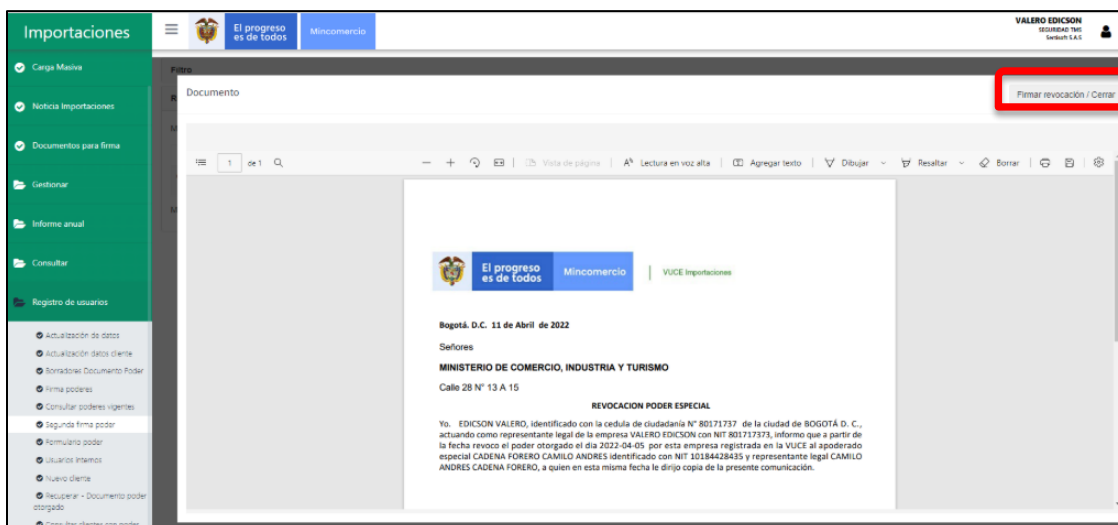 Importaciones
El progreso
es de todos
Mincomercio
VALERO EDICSON
SEGURIDAD TMS
Carga Masiva
Noticia Importaciones
Documentos para firma
Gestionar
Informe anual
Consultar
Registro de usuarios
Actualización de datos
Actualización datos cliente
Borradores Documento Poder
Firma poderes
Consultar poderes vigentes
Segunda firma poder
Formulario poder
Usuarios Internos
Nuevo cliente
Recuperar - Documento poder
otorgado
Consultar clientes con poder
Filtro
Documento
Firmar revocación / Cerrar
1 de 1
Vista de página
Lectura en voz alta
Agregar texto
Dibujar
Resaltar
Borrar
El progreso
es de todos
Mincomercio
VUCE Importaciones
Bogotá. D.C. 11 de Abril de 2022
Señores
MINISTERIO DE COMERCIO, INDUSTRIA Y TURISMO
Calle 28 N° 13 A 15
REVOCACION PODER ESPECIAL
Yo. EDICSON VALERO, identificado con la cedula de ciudadanía N° 80171737 de la ciudad de BOGOTÁ D. C.,
actuando como representante legal de la empresa VALERO EDICSON con NIT 801717373, informo que a partir de
la fecha revoco el poder otorgado el dia 2022-04-05 por esta empresa registrada en la VUCE al apoderado
especial CADENA FORERO CAMILO ANDRES identificado con NIT 10184428435 y representante legal CAMILO
ANDRES CADENA FORERO, a quien en esta misma fecha le dirijo copia de la presente comunicación.